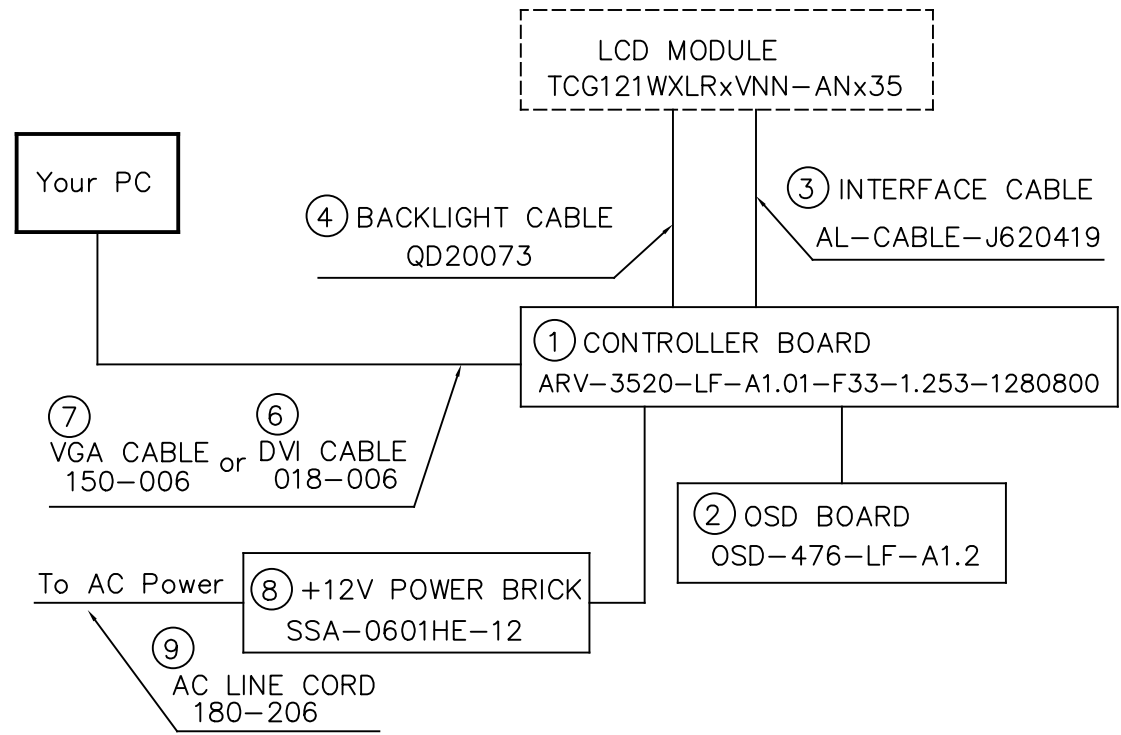 LCD MODULE
TCG121WXLRxVNN-ANx35
Your PC
3 INTERFACE CABLE
AL-CABLE-J620419
4 BACKLIGHT CABLE
QD20073
1 CONTROLLER BOARD
ARV-3520-LF-A1.01-F33-1.253-1280800
7
VGA CABLE
150-006
or
6
DVI CABLE
018-006
2 OSD BOARD
OSD-476-LF-A1.2
To AC Power
8 +12V POWER BRICK
SSA-0601HE-12
9
AC LINE CORD
180-206